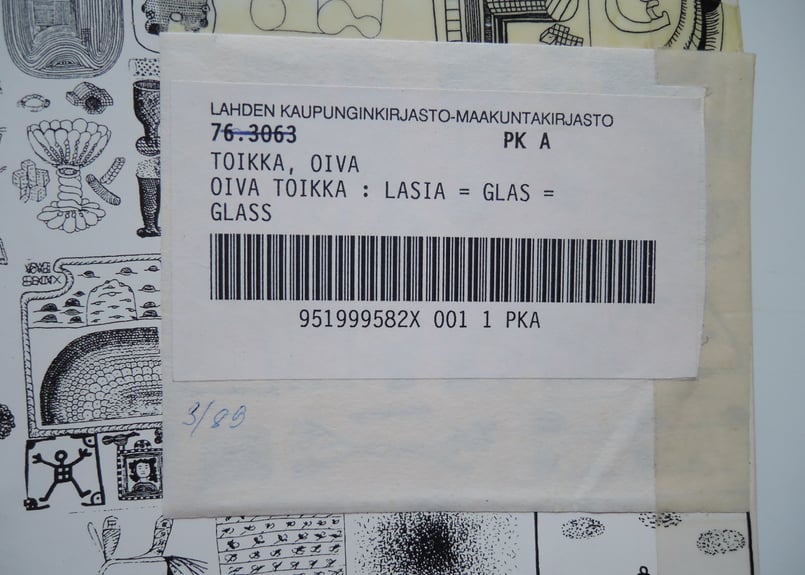 LAHDEN KAUPUNGINKIRJASTO-MAAKUNTAKIRJASTO
76.3063 PK A
TOIKKA, OIVA
OIVA TOIKKA : LASIA = GLAS =
GLASS
951999582X 001 1 PKA
3/89